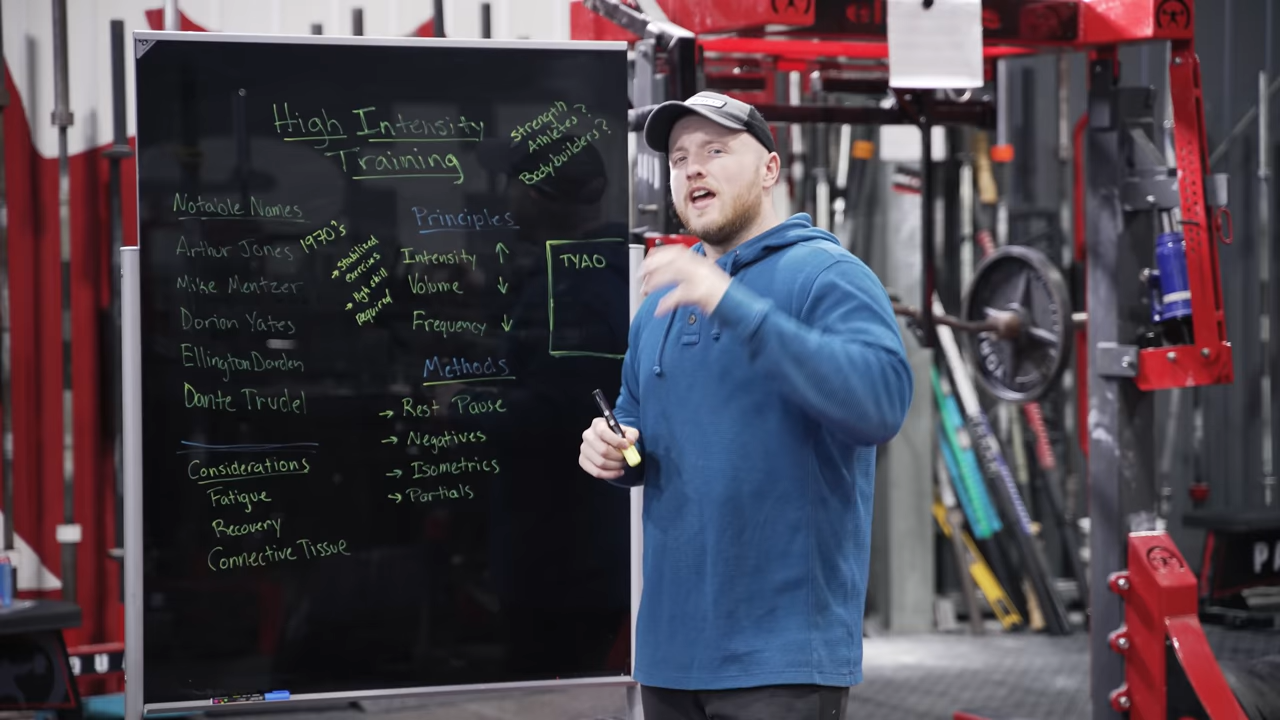 High Intensity
Training
strength?
Athletes?
Bodybuilders?
Notable Names
Arthur Jones
Mike Mentzer
Dorion Yates
Ellington Darden
Dante Trudel
1970's
→ stabilized
exercises
→ High skill
required
Considerations
Fatigue
Recovery
Connective Tissue
Principles
Intensity ↑
Volume ↓
Frequency ↓
Methods
→ Rest Pause
→ Negatives
→ Isometrics
→ Partials
TYAO